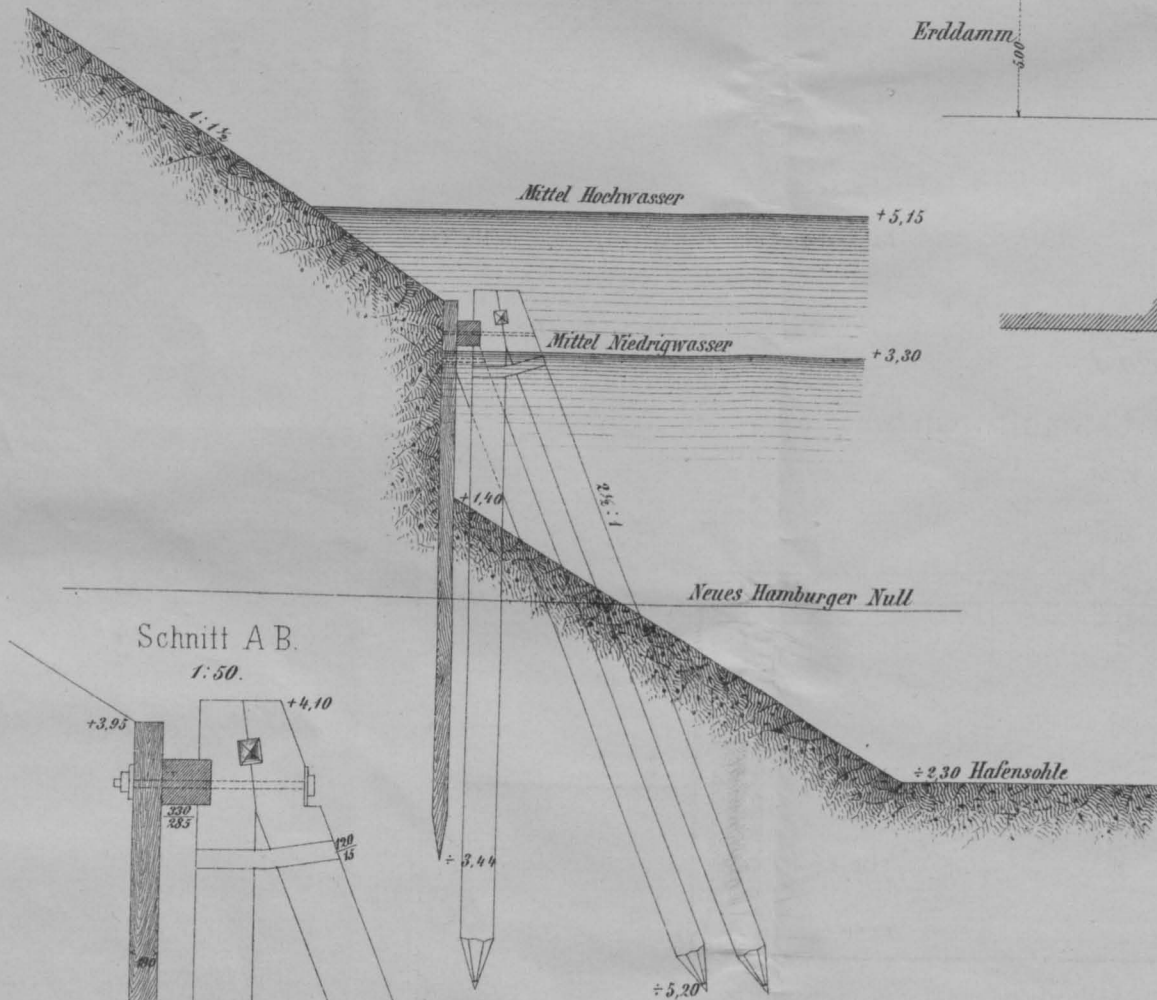 Erddamm
5,00
1:1½
Mittel Hochwasser
+5,15
Mittel Niedrigwasser
+3,30
+1,40
2½:1
Neues Hamburger Null
Schnitt A B.
1:50.
+3,95
+4,10
÷2,30 Hafensohle
330
285
120
15
÷3,44
÷5,20